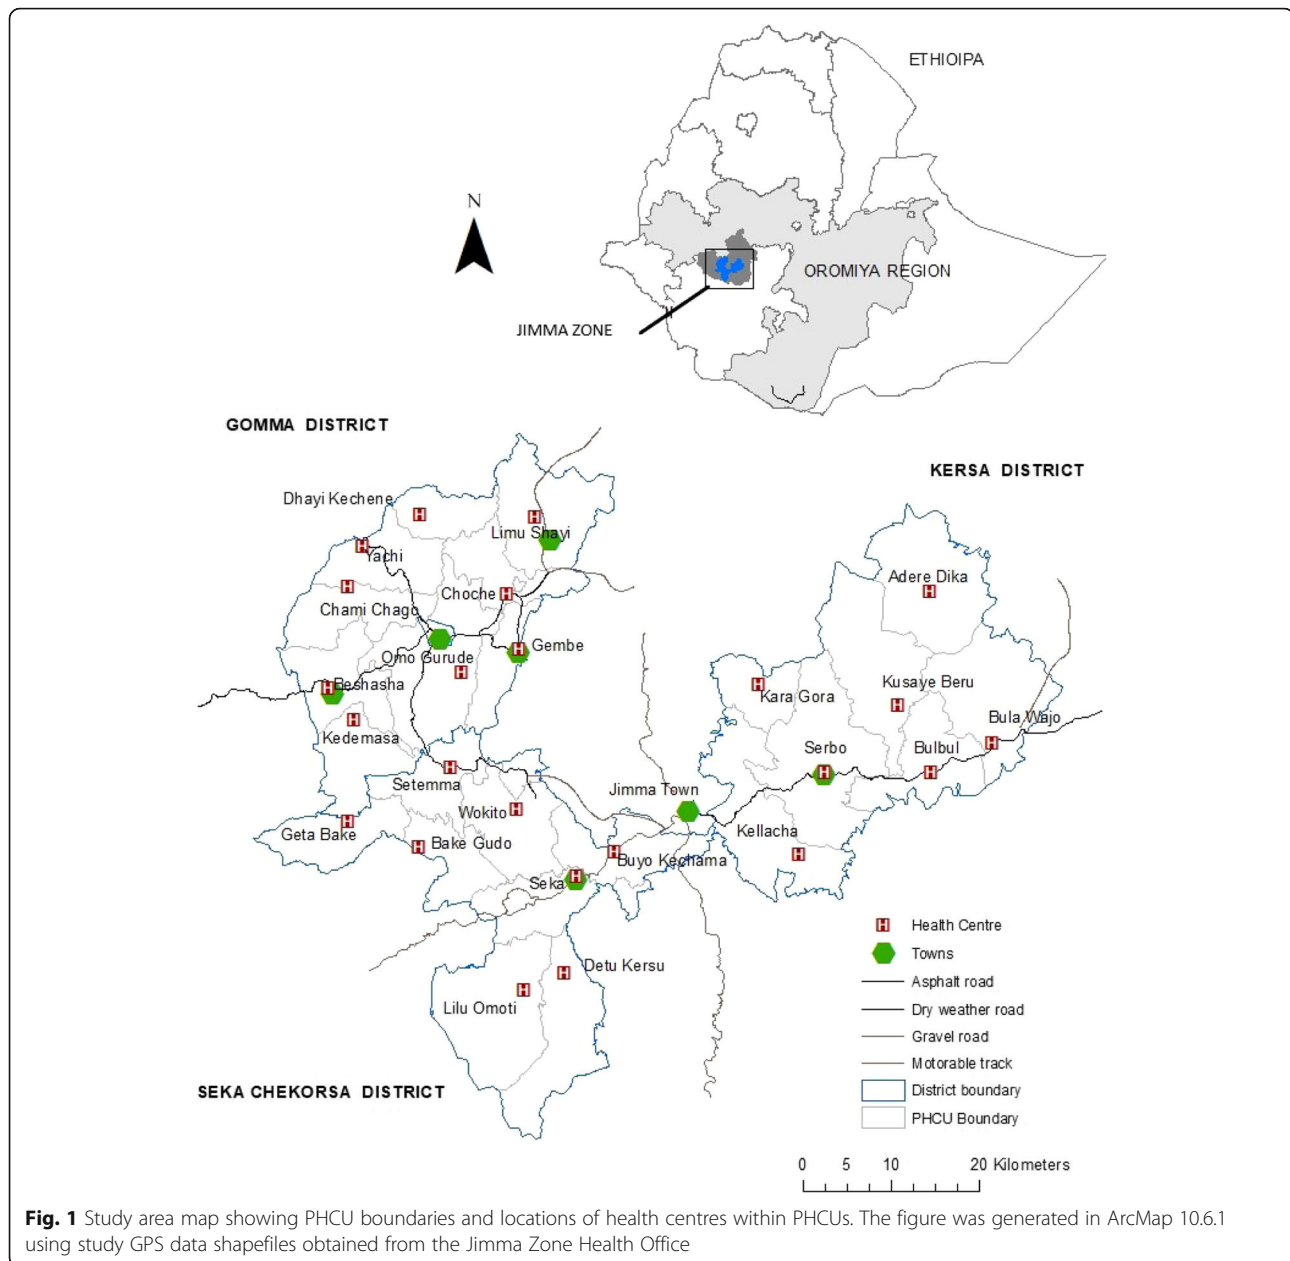 ETHIOIPA
N
OROMIYA REGION
JIMMA ZONE
GOMMA DISTRICT
KERSA DISTRICT
Dhayi Kechene
Limu Shayi
Yachi
Adere Dika
Choche
Chami Chago
Gembe
Omo Gurude
Kusaye Beru
Beshasha
Kara Gora
Bula Wajo
Kedemasa
Serbo
Bulbul
Setemma
Jimma Town
Wokito
Kellacha
Geta Bake
Bake Gudo
Buyo Kechama
Seka
Detu Kersu
Lilu Omoti
SEKA CHEKORSA DISTRICT
H Health Centre
Towns
Asphalt road
Dry weather road
Gravel road
Motorable track
District boundary
PHCU Boundary
0 5 10 20 Kilometers
Fig. 1 Study area map showing PHCU boundaries and locations of health centres within PHCUs. The figure was generated in ArcMap 10.6.1
using study GPS data shapefiles obtained from the Jimma Zone Health Office